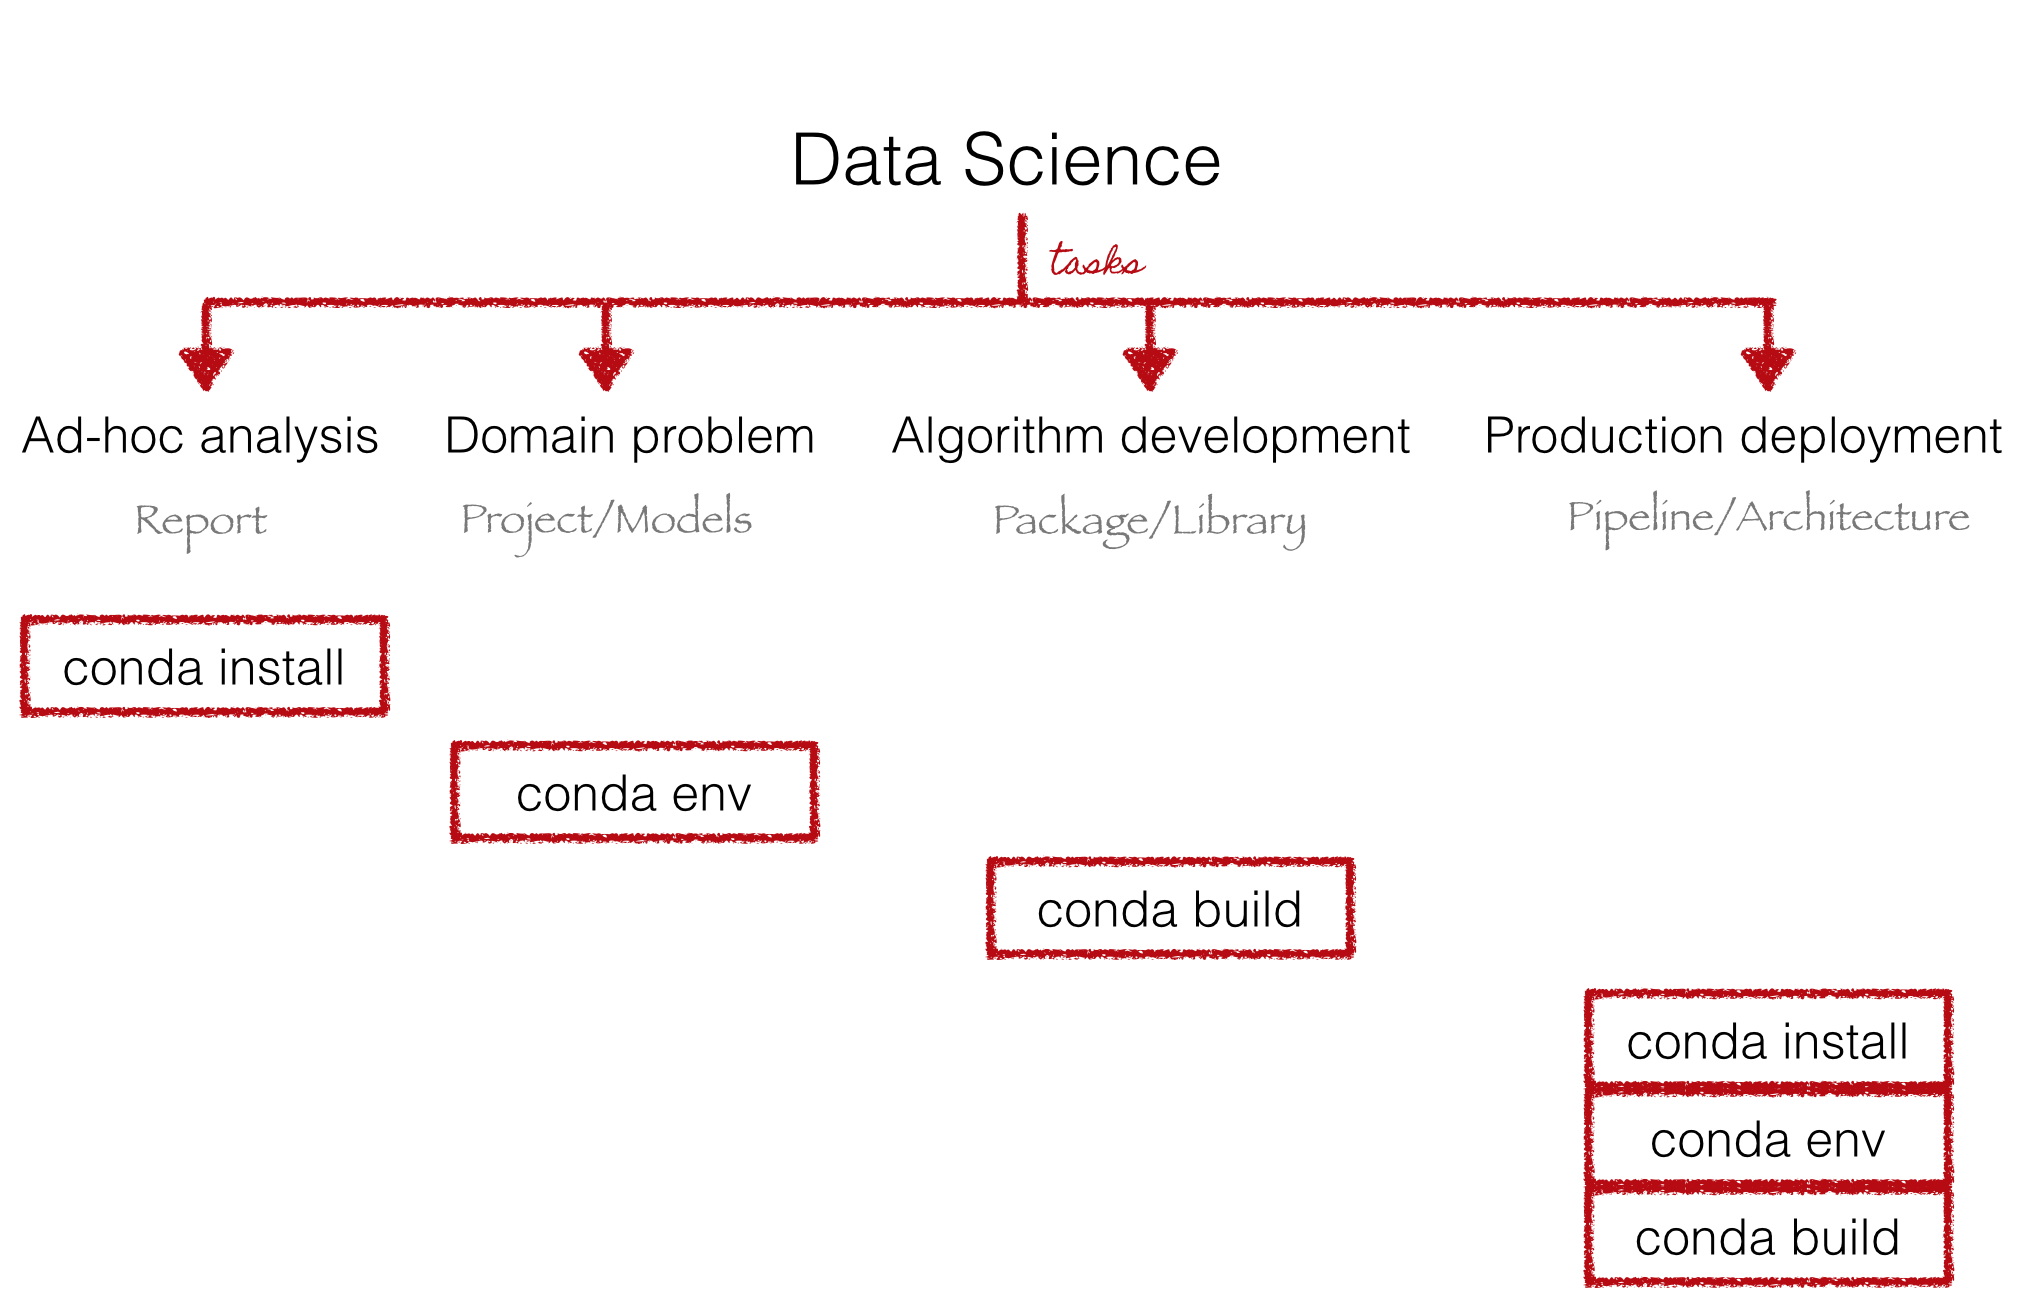 Data Science
tasks
Ad-hoc analysis
Domain problem
Algorithm development
Production deployment
Report
Project/Models
Package/Library
Pipeline/Architecture
conda install
conda env
conda build
conda install
conda env
conda build